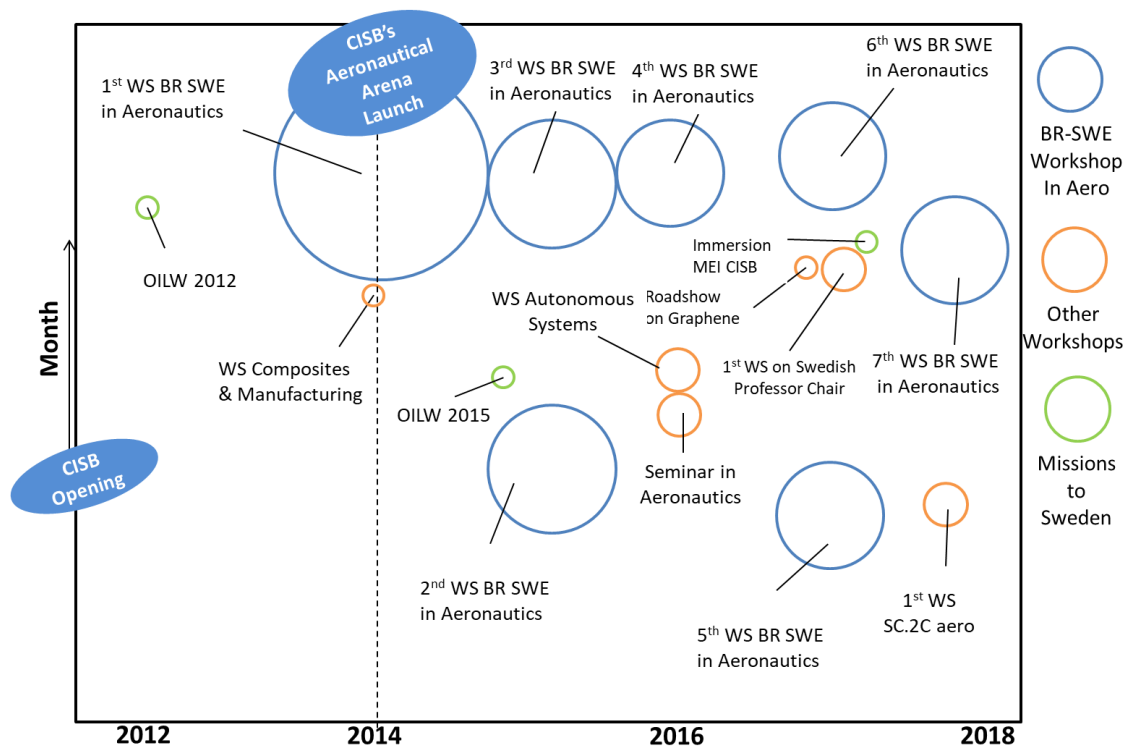 CISB's
Aeronautical
Arena
Launch
1st WS BR SWE
in Aeronautics
3rd WS BR SWE
in Aeronautics
4th WS BR SWE
in Aeronautics
6th WS BR SWE
in Aeronautics
BR-SWE
Workshop
In Aero
OILW 2012
Immersion
MEI CISB
Roadshow
on Graphene
WS Autonomous
Systems
Other
Workshops
Month
WS Composites
& Manufacturing
1st WS on Swedish
Professor Chair
7th WS BR SWE
in Aeronautics
OILW 2015
CISB
Opening
Seminar in
Aeronautics
Missions
to
Sweden
2nd WS BR SWE
in Aeronautics
5th WS BR SWE
in Aeronautics
1st WS
SC.2C aero
2012
2014
2016
2018